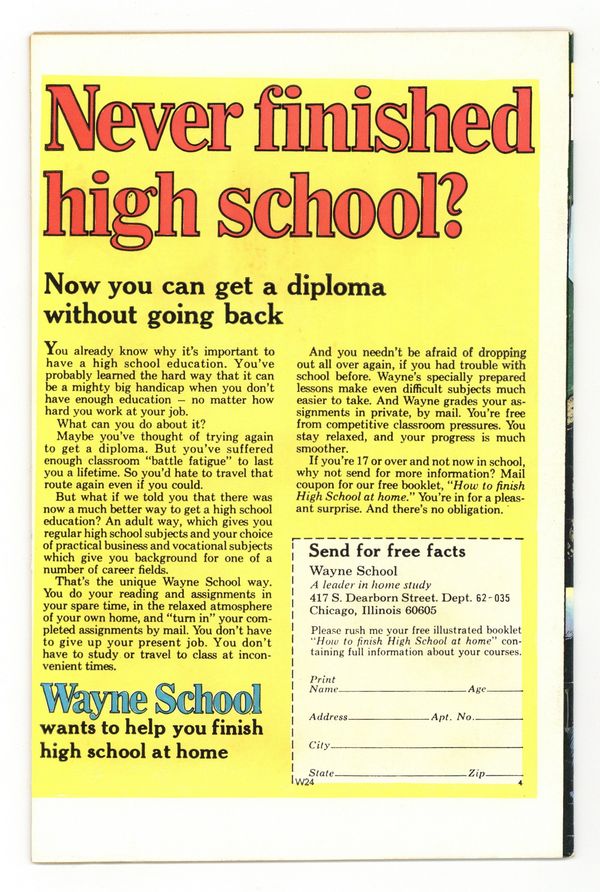 Never finished
high school?
Now you can get a diploma
without going back
You already know why it's important to
have a high school education. You've
probably learned the hard way that it can
be a mighty big handicap when you don't
have enough education — no matter how
hard you work at your job.
What can you do about it?
Maybe you've thought of trying again
to get a diploma. But you've suffered
enough classroom "battle fatigue" to last
you a lifetime. So you'd hate to travel that
route again even if you could.
But what if we told you that there was
now a much better way to get a high school
education? An adult way, which gives you
regular high school subjects and your choice
of practical business and vocational subjects
which give you background for one of a
number of career fields.
That's the unique Wayne School way.
You do your reading and assignments in
your spare time, in the relaxed atmosphere
of your own home, and "turn in" your com-
pleted assignments by mail. You don't have
to give up your present job. You don't
have to study or travel to class at incon-
venient times.
Wayne School
wants to help you finish
high school at home
And you needn't be afraid of dropping
out all over again, if you had trouble with
school before. Wayne's specially prepared
lessons make even difficult subjects much
easier to take. And Wayne grades your as-
signments in private, by mail. You're free
from competitive classroom pressures. You
stay relaxed, and your progress is much
smoother.
If you're 17 or over and not now in school,
why not send for more information? Mail
coupon for our free booklet, "How to finish
High School at home." You're in for a pleas-
ant surprise. And there's no obligation.
Send for free facts
Wayne School
A leader in home study
417 S. Dearborn Street. Dept. 62-035
Chicago, Illinois 60605
Please rush me your free illustrated booklet
"How to finish High School at home" con-
taining full information about your courses.
Print
Name Age
Address Apt. No.
City
State Zip
W24 4